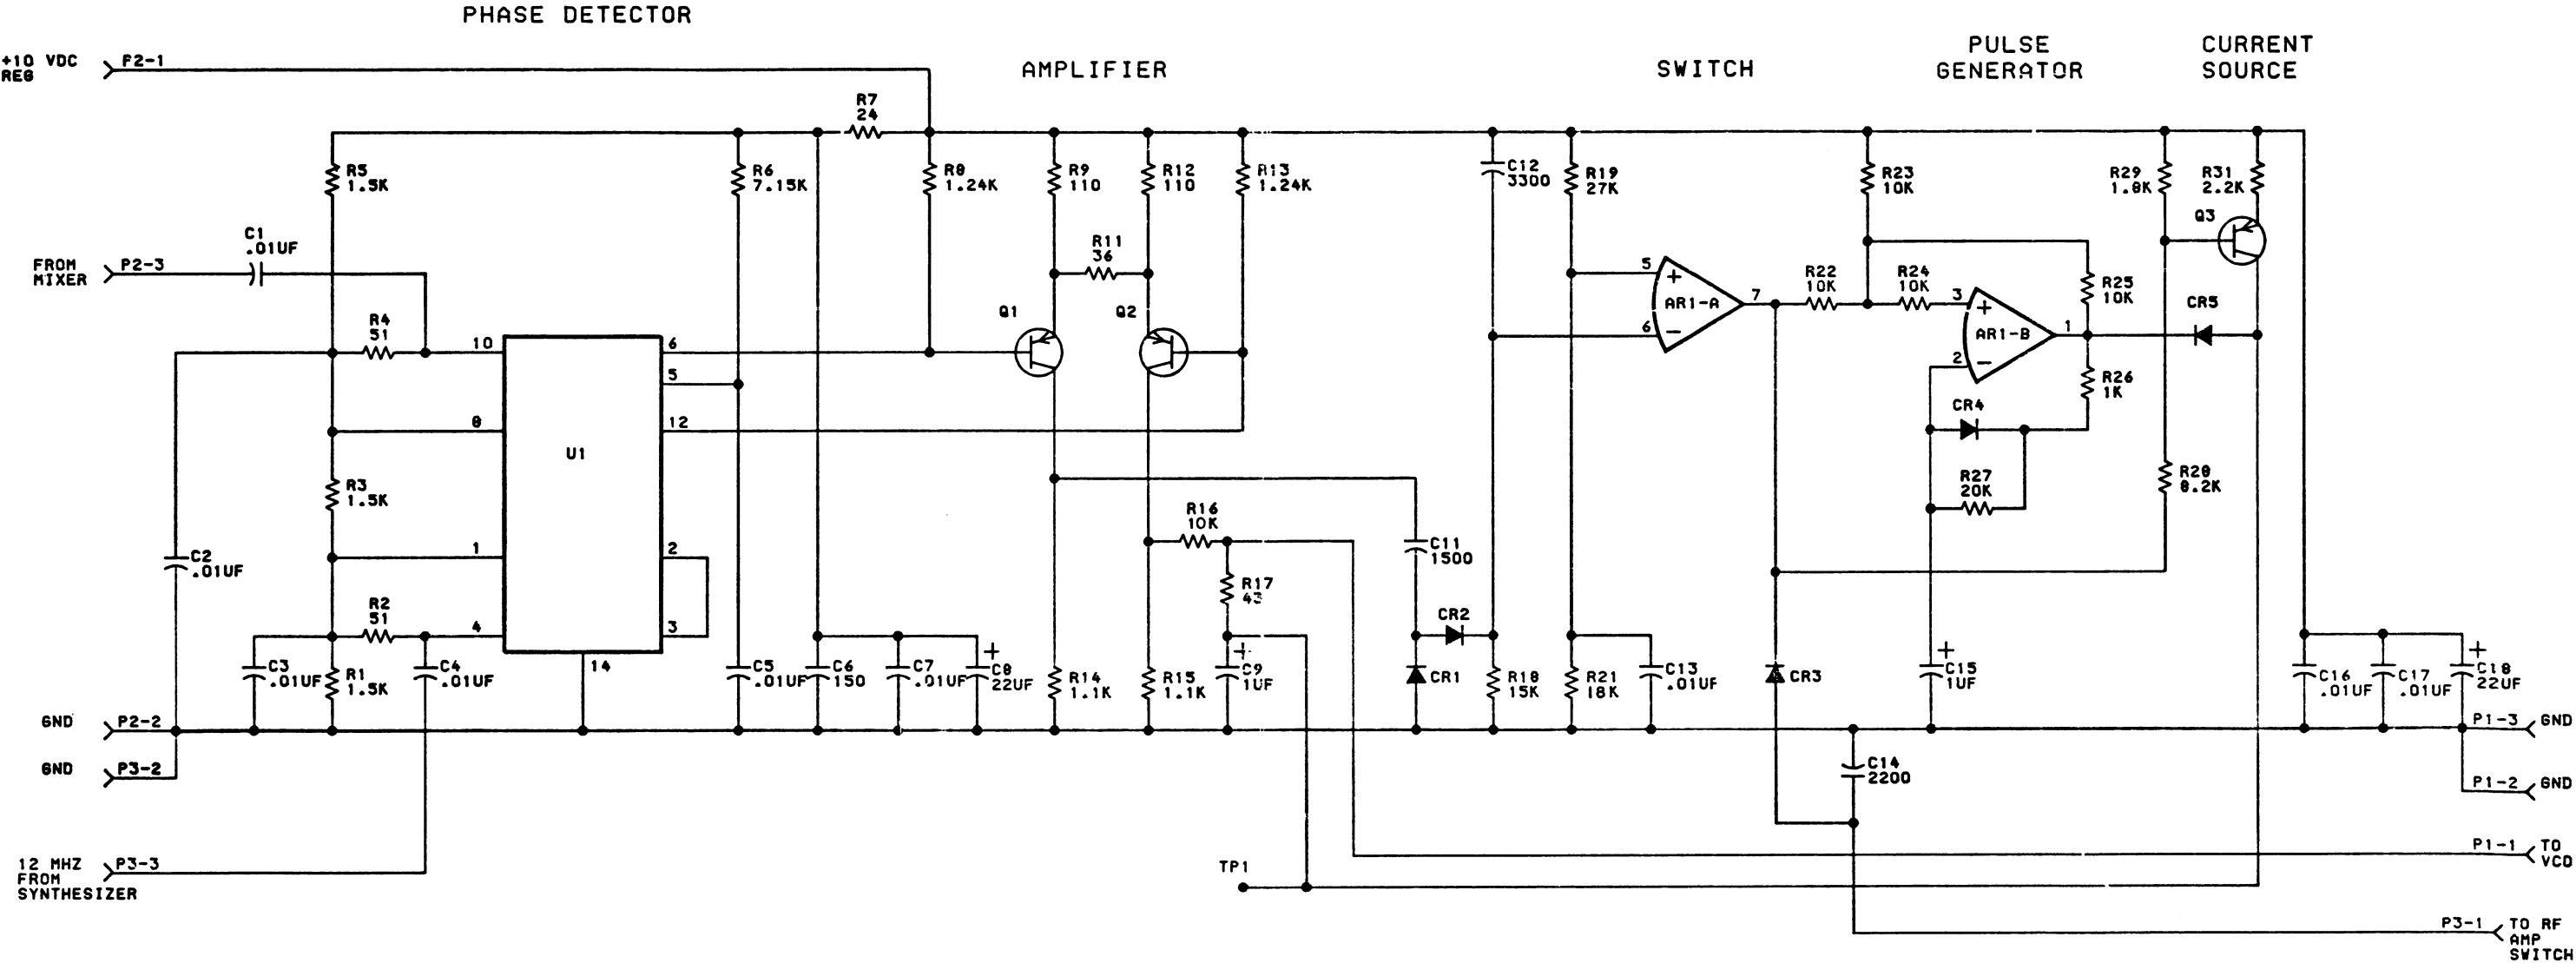 PHASE DETECTOR
+10 VDC
REG
P2-1
AMPLIFIER
SWITCH
PULSE
GENERATOR
CURRENT
SOURCE
R7
24
R5
1.5K
R6
7.15K
R8
1.24K
R9
110
R12
110
R13
1.24K
C12
3300
R19
27K
R23
10K
R29
1.8K
R31
2.2K
Q3
C1
.01UF
FROM
MIXER
P2-3
R11
36
R4
51
Q1
Q2
5
+
AR1-A
7
6
−
R22
10K
R24
10K
3
+
AR1-B
1
2
−
R25
10K
CR5
R26
1K
CR4
10
6
5
8
12
U1
R3
1.5K
R27
20K
R28
8.2K
R16
10K
C11
1500
C2
.01UF
1
2
R17
43
R2
51
4
3
CR2
14
C3
.01UF
R1
1.5K
C4
.01UF
C5
.01UF
C6
150
C7
.01UF
+
C8
22UF
R14
1.1K
R15
1.1K
+
C9
1UF
CR1
R18
15K
R21
18K
C13
.01UF
CR3
+
C15
1UF
C16
.01UF
C17
.01UF
+
C18
22UF
GND
P2-2
P1-3
GND
GND
P3-2
C14
2200
P1-2
GND
12 MHZ
FROM
SYNTHESIZER
P3-3
TP1
P1-1
TO
VCO
P3-1
TO RF
AMP
SWITCH